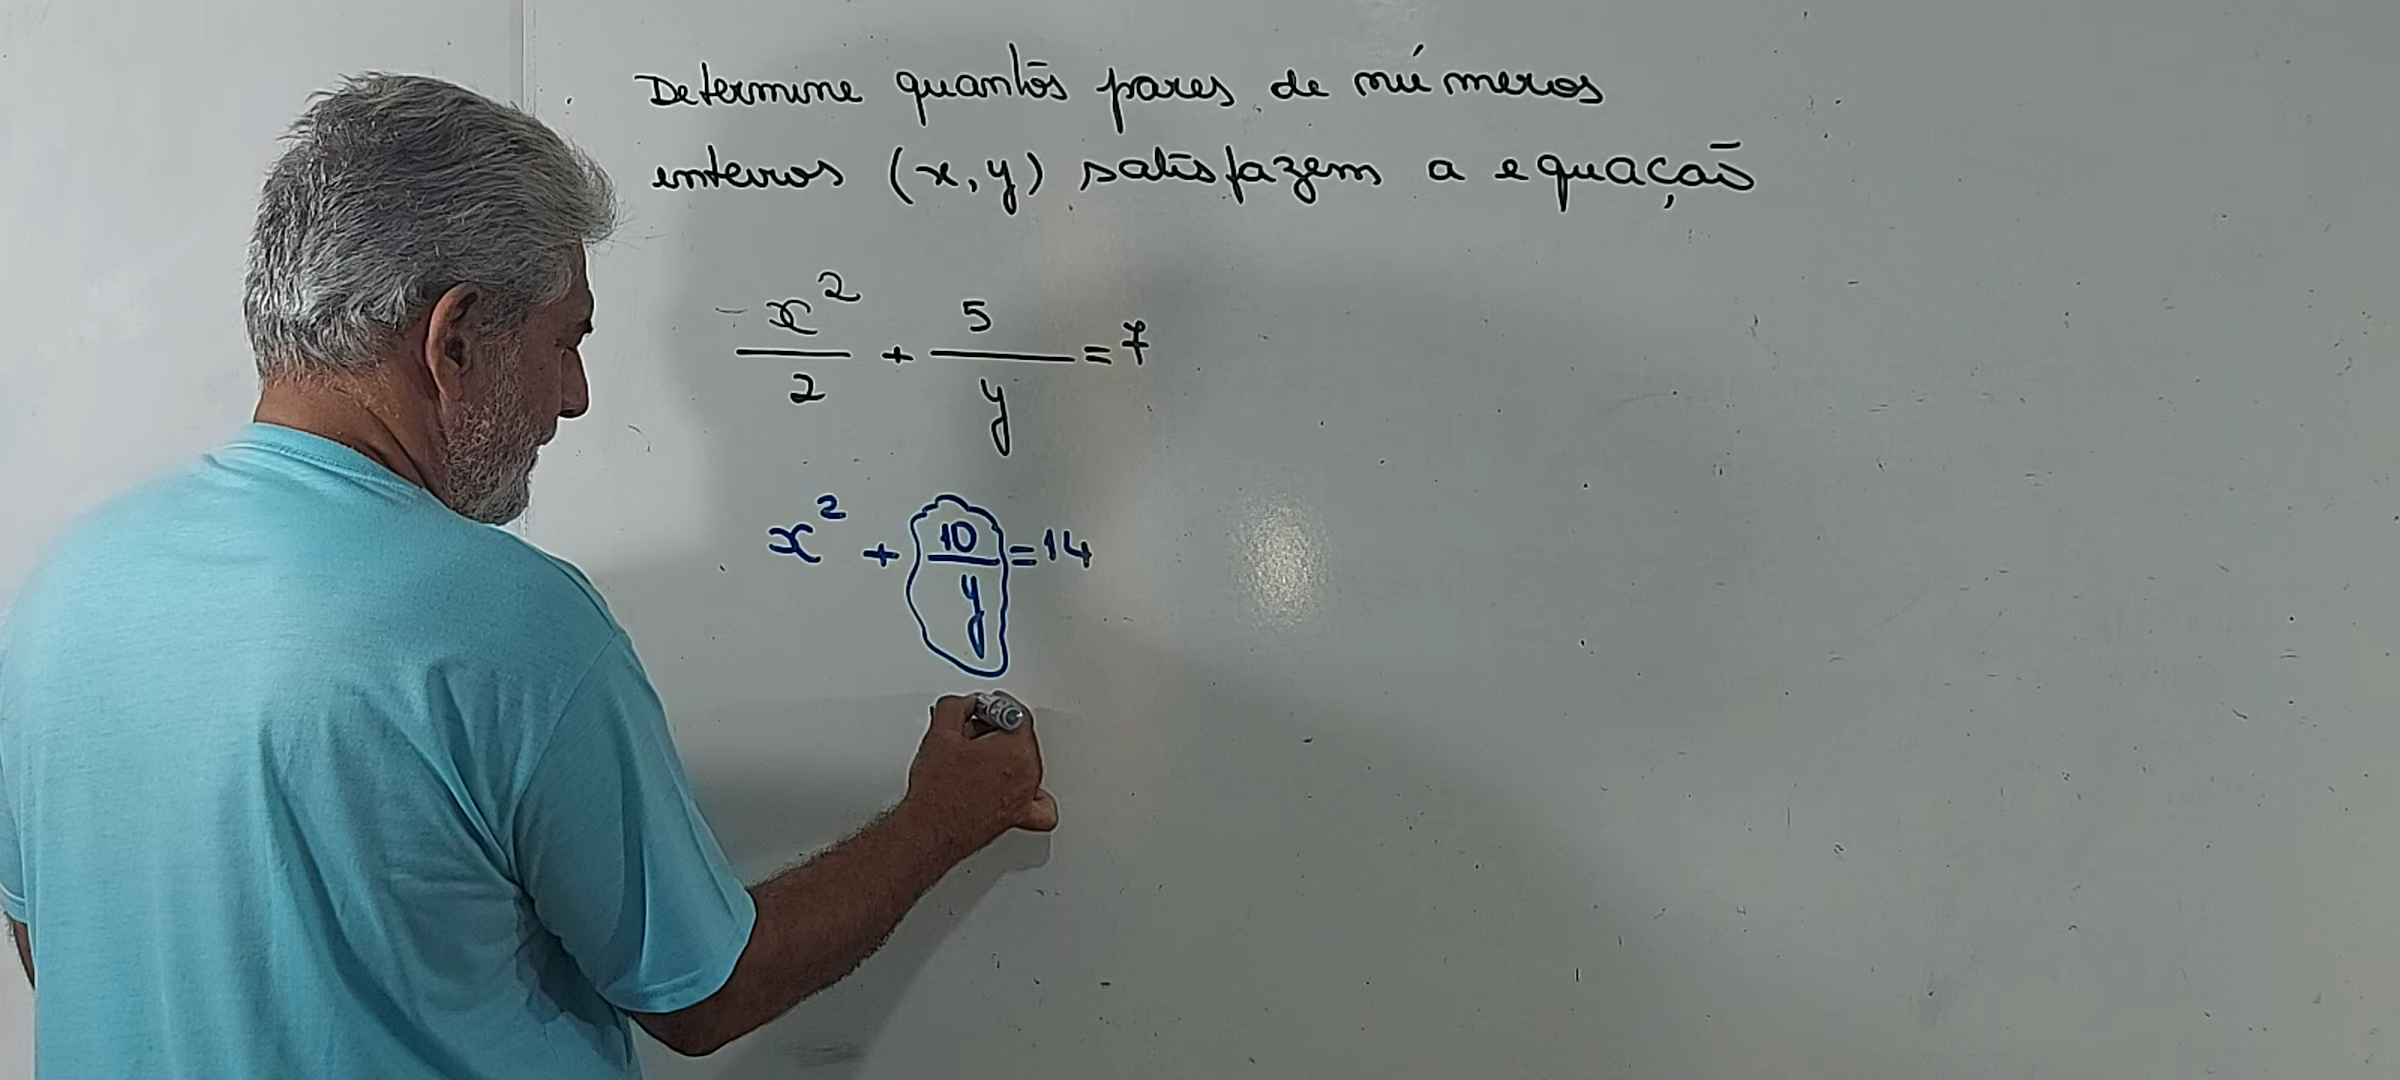 Determine quantos pares de números
inteiros (x, y) satisfazem a equação
x²/2 + 5/y = 7
x² + 10/y = 14